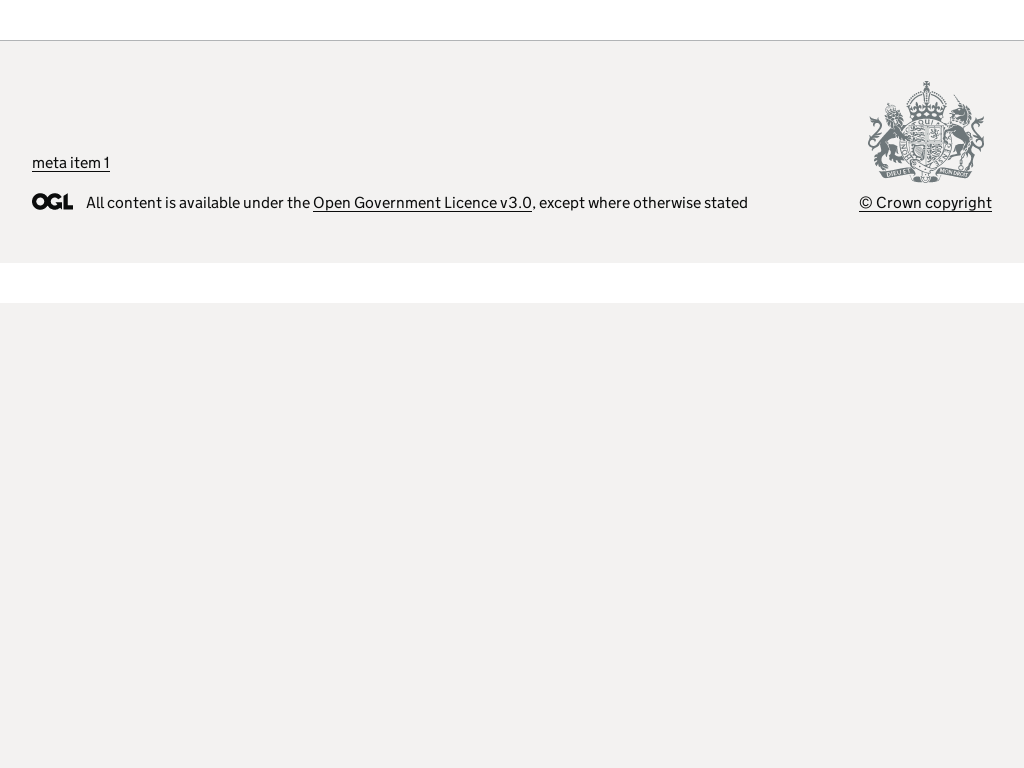 meta item 1
OGL All content is available under the Open Government Licence v3.0, except where otherwise stated
DIEU ET MON DROIT
© Crown copyright